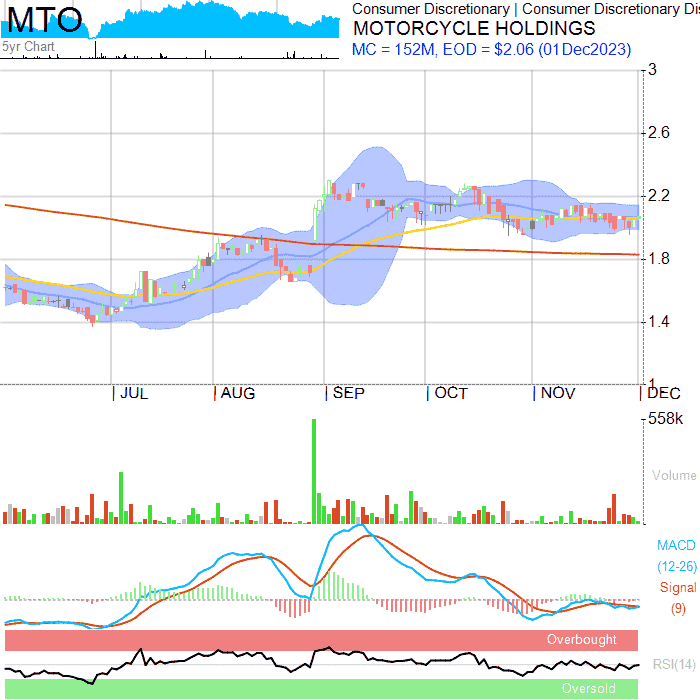 MTO
Consumer Discretionary | Consumer Discretionary Dis
MOTORCYCLE HOLDINGS
5yr Chart
MC = 152M, EOD = $2.06 (01Dec2023)
3
2.6
2.2
1.8
1.4
1
JUL AUG SEP OCT NOV DEC
558k
Volume
MACD
(12-26)
Signal
(9)
Overbought
RSI(14)
Oversold